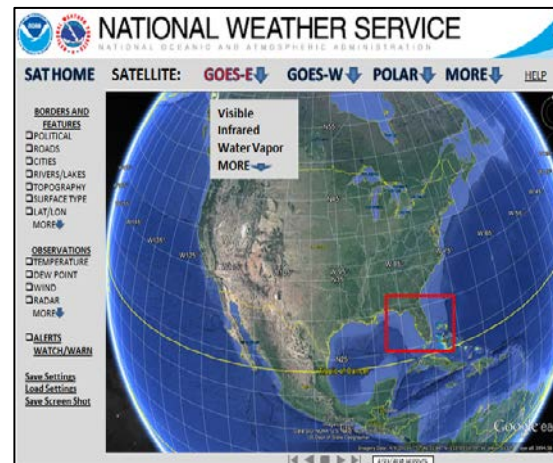 NATIONAL WEATHER SERVICE
NATIONAL OCEANIC AND ATMOSPHERIC ADMINISTRATION
SAT HOME SATELLITE: GOES-E GOES-W POLAR MORE HELP
BORDERS AND
FEATURES
POLITICAL
ROADS
CITIES
RIVERS/LAKES
TOPOGRAPHY
SURFACE TYPE
LAT/LON
MORE
OBSERVATIONS
TEMPERATURE
DEW POINT
WIND
RADAR
MORE
ALERTS
WATCH/WARN
Save Settings
Load Settings
Save Screen Shot
Visible
Infrared
Water Vapor
MORE
Google ea